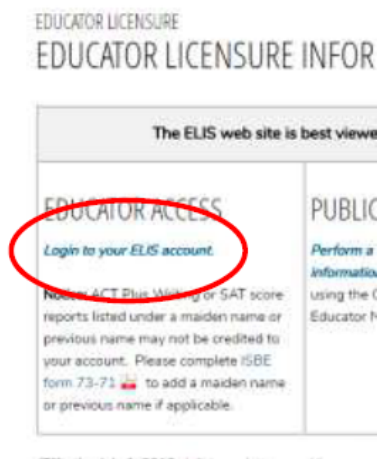 EDUCATOR LICENSURE
EDUCATOR LICENSURE INFOR
The ELIS web site is best viewe
EDUCATOR ACCESS
Login to your ELIS account.
Notice: ACT Plus Writing or SAT score
reports listed under a maiden name or
previous name may not be credited to
your account. Please complete ISBE
form 73-71 to add a maiden name
or previous name if applicable.
PUBLIC
Perform a
information
using the
Educator